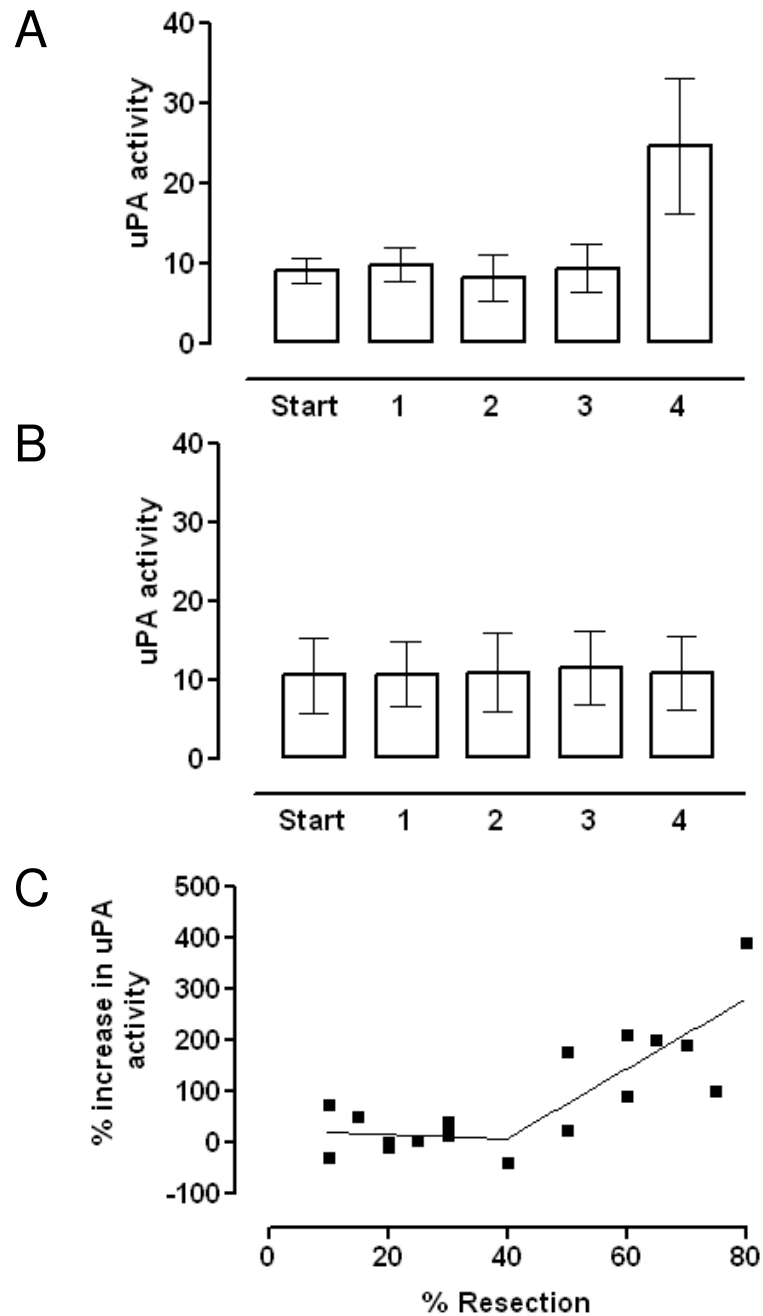 A
40
30
20
10
0
uPA activity
Start 1 2 3 4
B
40
30
20
10
0
uPA activity
Start 1 2 3 4
C
500
400
300
200
100
0
-100
% increase in uPA
activity
0 20 40 60 80
% Resection